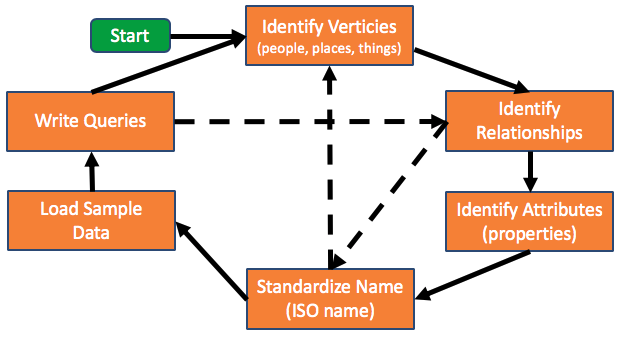 Start
Identify Verticies
(people, places, things)
Identify
Relationships
Identify Attributes
(properties)
Standardize Name
(ISO name)
Load Sample
Data
Write Queries